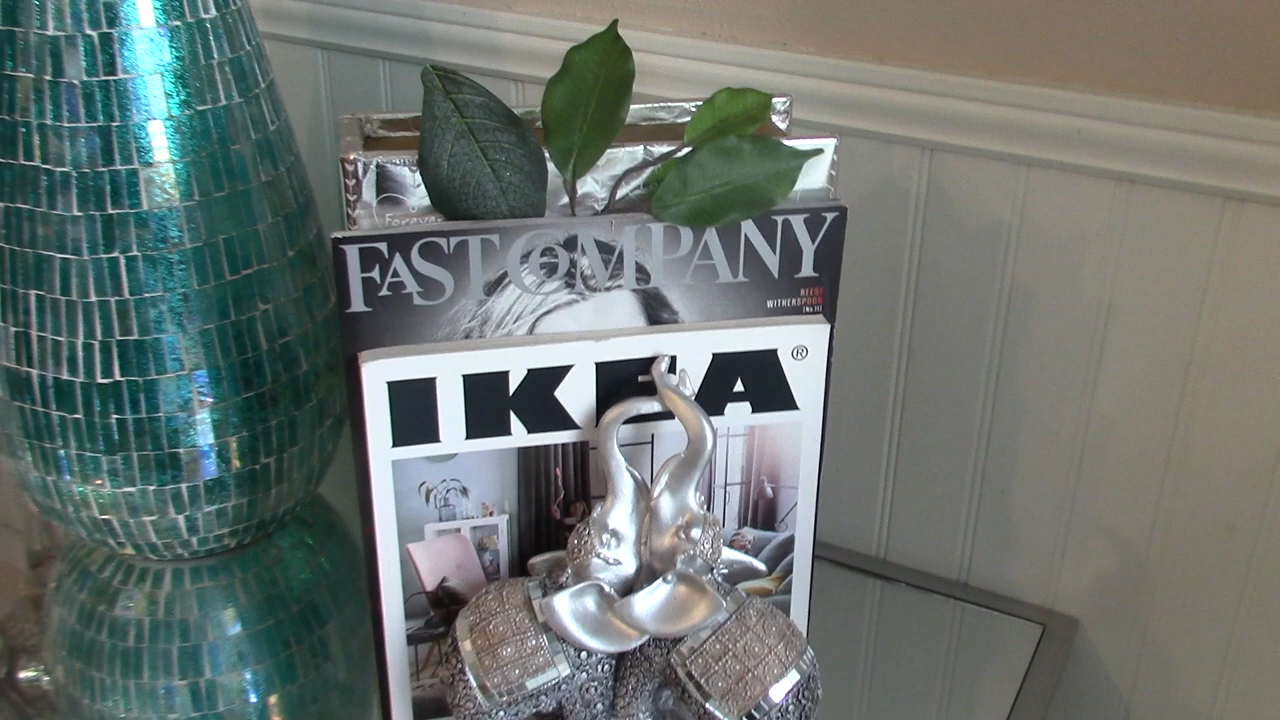 Forever
FAST COMPANY
REESE
WITHERSPOON
IKEA®